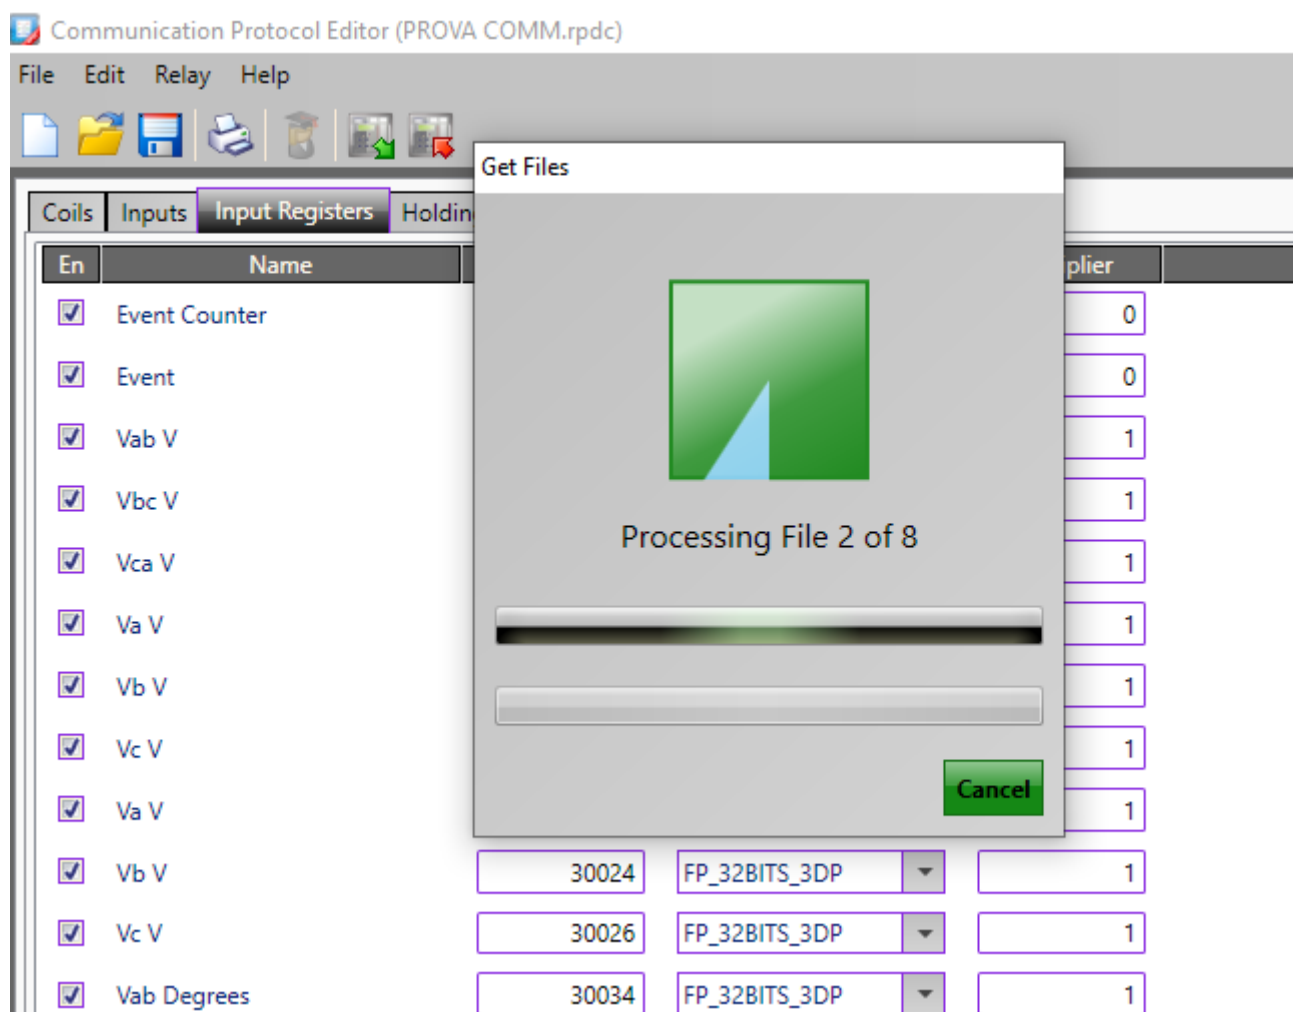 Communication Protocol Editor (PROVA COMM.rpdc)
File Edit Relay Help
Get Files
Coils Inputs Input Registers
En Name
Event Counter 0
Event 0
Vab V 1
Vbc V 1
Vca V 1
Va V 1
Vb V 1
Vc V 1
Va V 1
Processing File 2 of 8
Cancel
Vb V 30024 FP_32BITS_3DP 1
Vc V 30026 FP_32BITS_3DP 1
Vab Degrees 30034 FP_32BITS_3DP 1